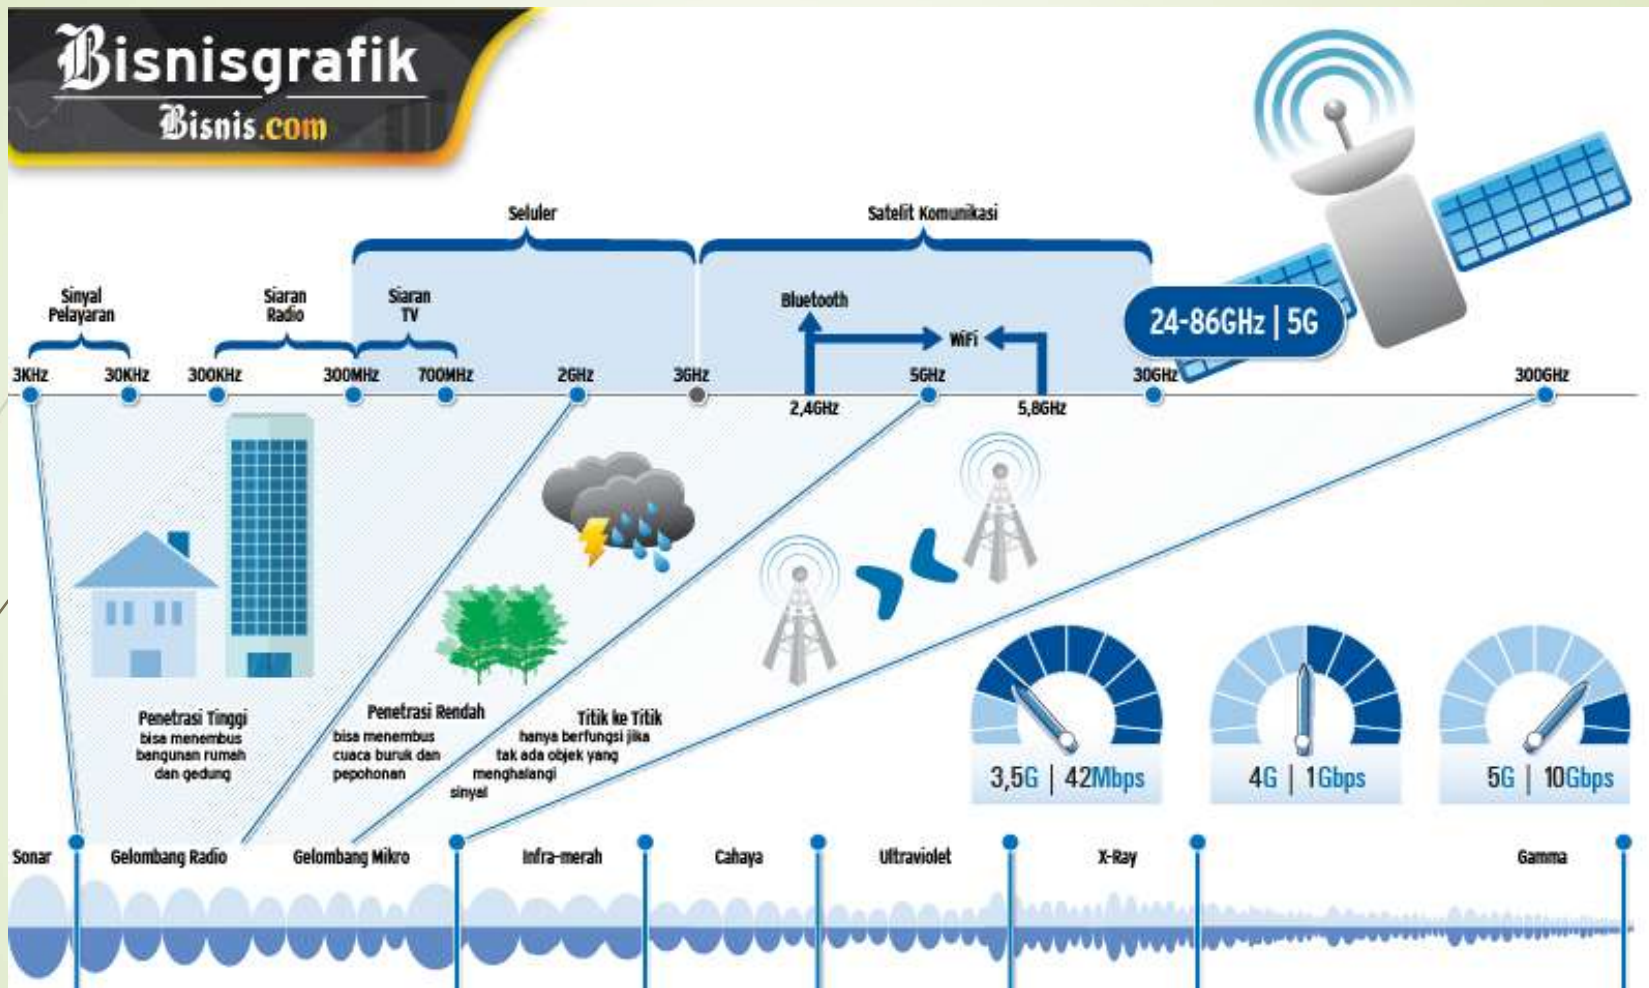 Bisnisgrafik
Bisnis.com
Seluler
Satelit Komunikasi
Sinyal
Pelayaran
Siaran
Radio
Siaran
TV
Bluetooth
WiFi
24-86GHz | 5G
3KHz
30KHz
300KHz
300MHz
700MHz
2GHz
3GHz
5GHz
30GHz
300GHz
2,4GHz
5,8GHz
Penetrasi Tinggi
bisa menembus
bangunan rumah
dan gedung
Penetrasi Rendah
bisa menembus
cuaca buruk dan
pepohonan
Titik ke Titik
hanya berfungsi jika
tak ada objek yang
menghalangi
sinyal
3,5G | 42Mbps
4G | 1Gbps
5G | 10Gbps
Sonar
Gelombang Radio
Gelombang Mikro
Infra-merah
Cahaya
Ultraviolet
X-Ray
Gamma